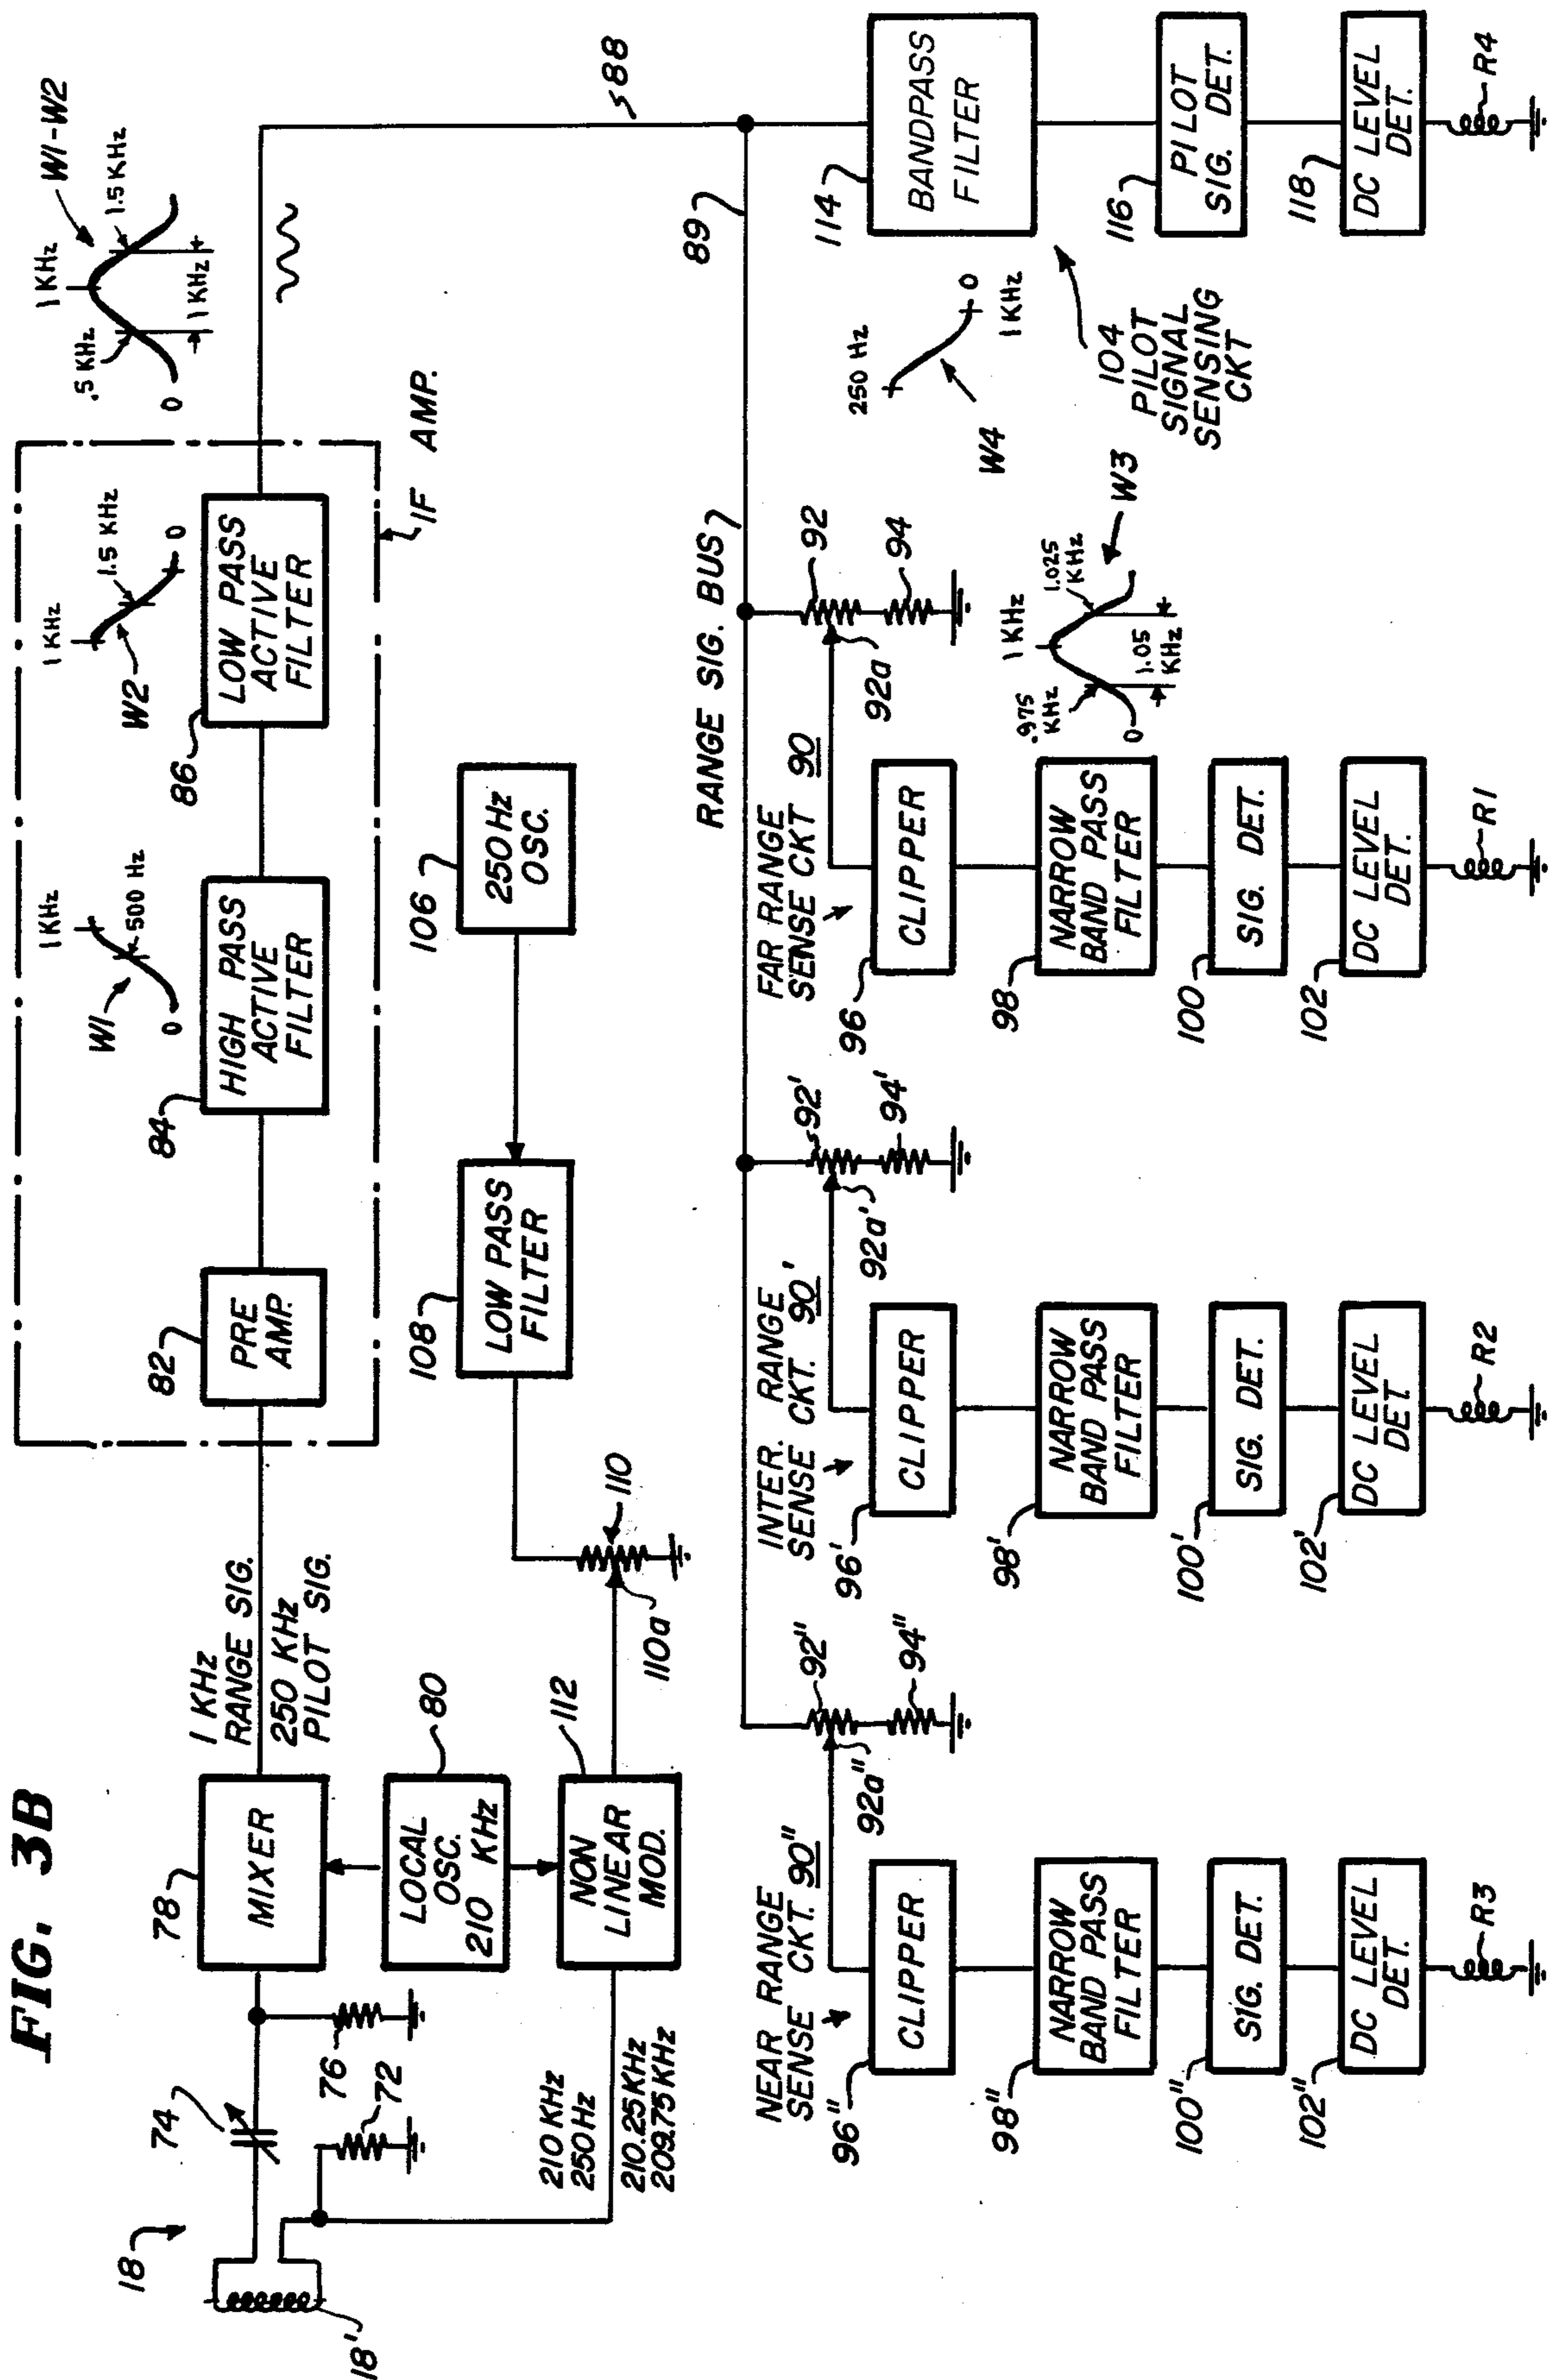 FIG. 3B
18
18'
74
76
72
78
MIXER
LOCAL
OSC.
210 KHz
80
NON
LINEAR
MOD.
112
210 KHz
250 Hz
210.25 KHz
209.75 KHz
1 KHz
RANGE SIG.
250 KHz
PILOT SIG.
82
PRE
AMP.
84
HIGH PASS
ACTIVE
FILTER
W1
0
500 Hz
1 KHz
86
LOW PASS
ACTIVE
FILTER
W2
1 KHz
1.5 KHz
0
IF AMP.
0
.5 KHz
1 KHz
1.5 KHz
1 KHz
W1-W2
88
110
110a
108
LOW PASS
FILTER
106
250 Hz
OSC.
RANGE SIG. BUS
89
NEAR RANGE
SENSE CKT. 90"
92"
92a"
94"
96"
CLIPPER
98"
NARROW
BAND PASS
FILTER
100"
SIG. DET.
102"
DC LEVEL
DET.
R3
INTER. RANGE
SENSE CKT. 90'
92'
92a'
94'
96'
CLIPPER
98'
NARROW
BAND PASS
FILTER
100'
SIG. DET.
102'
DC LEVEL
DET
R2
FAR RANGE
SENSE CKT 90
92
92a
94
96
CLIPPER
98
NARROW
BAND PASS
FILTER
100
SIG. DET.
102
DC LEVEL
DET.
R1
0
.975
KHz
1 KHz
1.025
KHz
1.05
KHz
W3
250 Hz
W4
0
1 KHz
104
PILOT
SIGNAL
SENSING
CKT
114
BANDPASS
FILTER
116
PILOT
SIG. DET.
118
DC LEVEL
DET.
R4